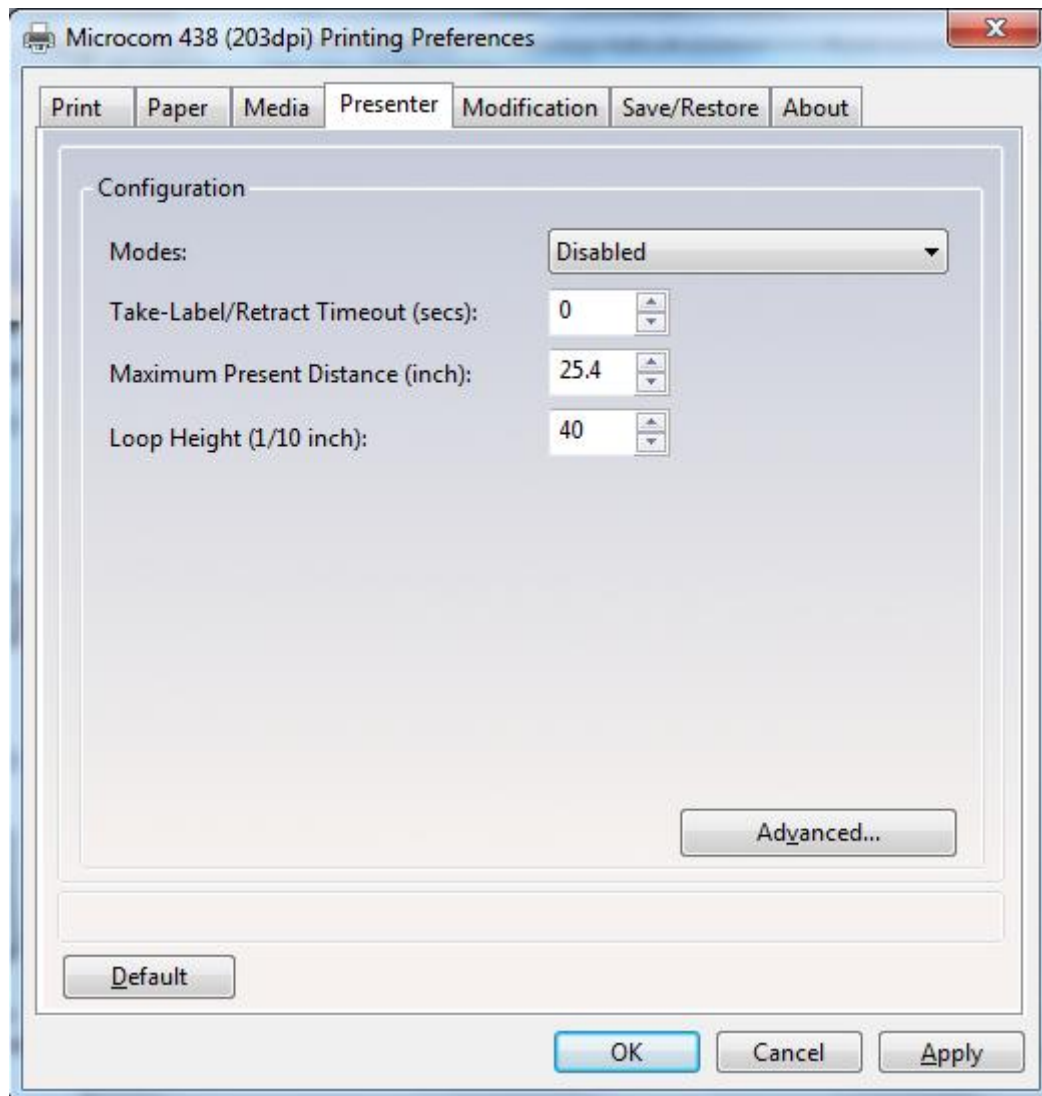 Microcom 438 (203dpi) Printing Preferences
Print Paper Media Presenter Modification Save/Restore About
Configuration
Modes: Disabled
Take-Label/Retract Timeout (secs): 0
Maximum Present Distance (inch): 25.4
Loop Height (1/10 inch): 40
Advanced...
Default
OK Cancel Apply